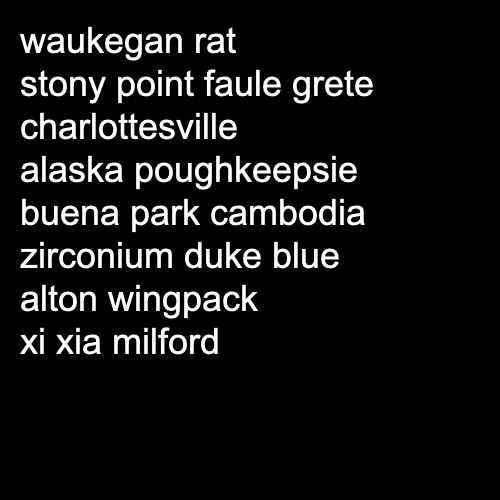 waukegan rat
stony point faule grete
charlottesville
alaska poughkeepsie
buena park cambodia
zirconium duke blue
alton wingpack
xi xia milford